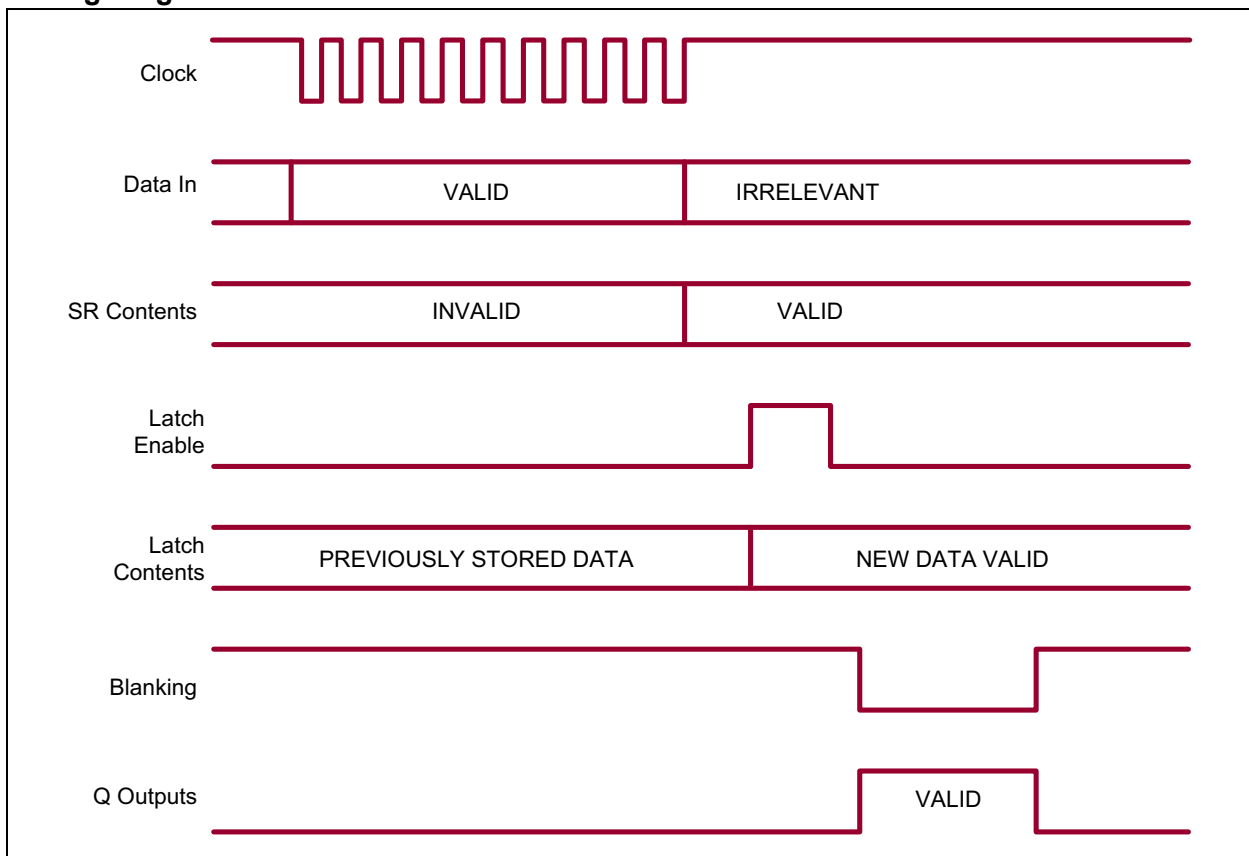 Clock
Data In
VALID
IRRELEVANT
SR Contents
INVALID
VALID
Latch
Enable
Latch
Contents
PREVIOUSLY STORED DATA
NEW DATA VALID
Blanking
Q Outputs
VALID